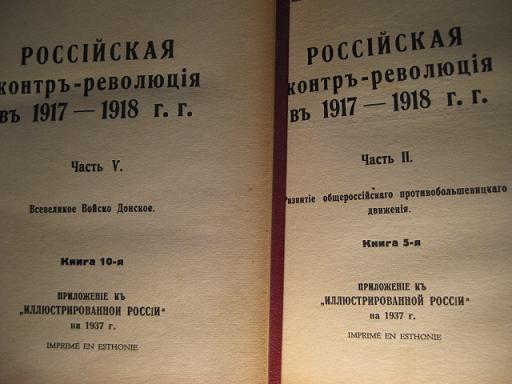 РОССІЙСКАЯ
контръ-революція
въ 1917 — 1918 г. г.
Часть V.
Всевеликое Войско Донское.
Книга 10-я
ПРИЛОЖЕНІЕ КЪ
„ИЛЛЮСТРИРОВАННОЙ РОССІИ"
на 1937 г.
IMPRIMÉ EN ESTHONIE
РОССІЙСКАЯ
контръ-революція
въ 1917 — 1918 г. г.
Часть II.
Развитіе общероссійскаго противобольшевицкаго
движенія.
Книга 5-я
ПРИЛОЖЕНІЕ КЪ
„ИЛЛЮСТРИРОВАННОЙ РОССІИ"
на 1937 г.
IMPRIMÉ EN ESTHONIE